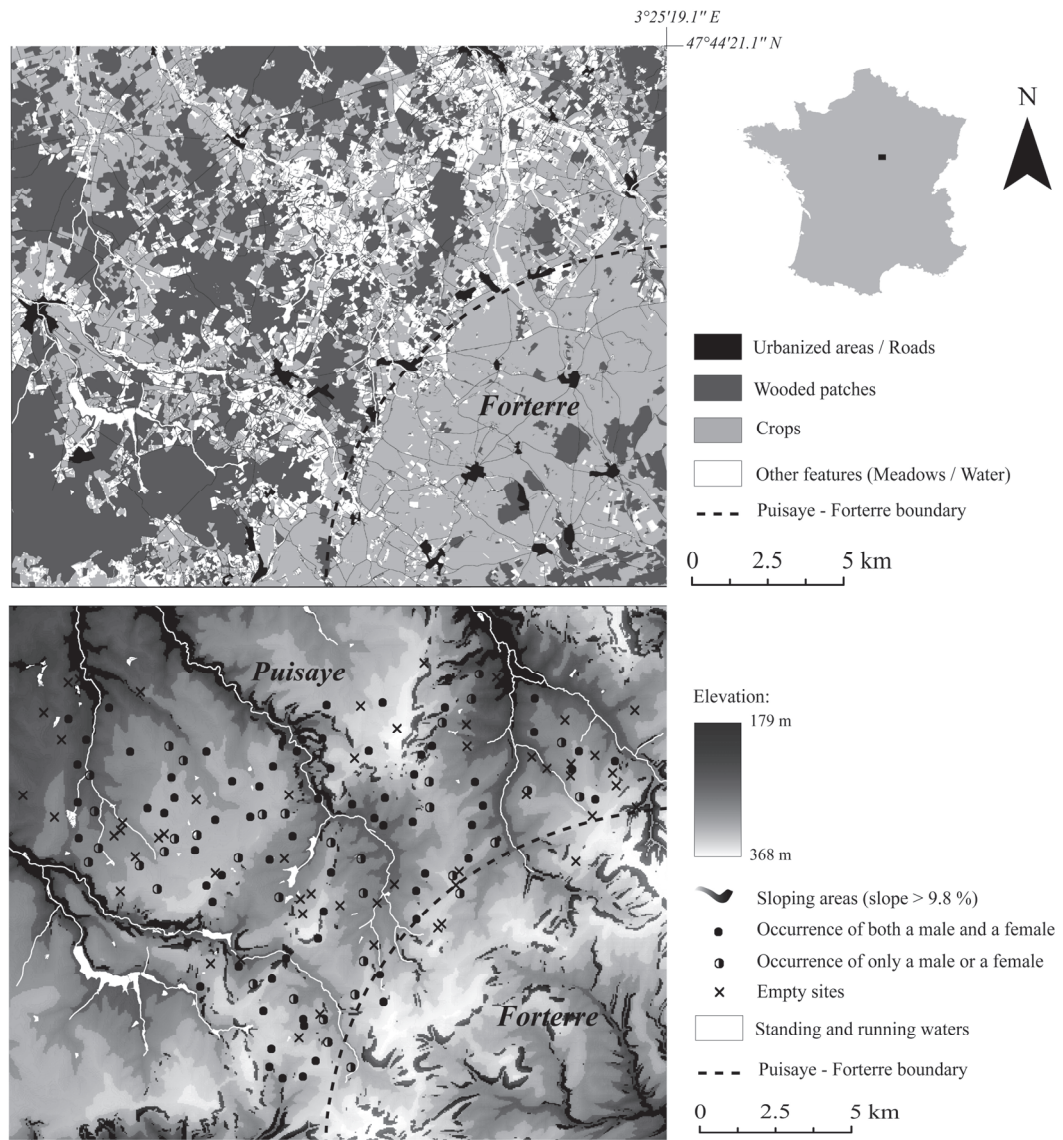 3°25'19.1" E
47°44'21.1" N
N
Urbanized areas / Roads
Wooded patches
Forterre
Crops
Other features (Meadows / Water)
Puisaye - Forterre boundary
0 2.5 5 km
Puisaye
Elevation:
179 m
368 m
Sloping areas (slope > 9.8 %)
Occurrence of both a male and a female
Occurrence of only a male or a female
Empty sites
Forterre
Standing and running waters
Puisaye - Forterre boundary
0 2.5 5 km